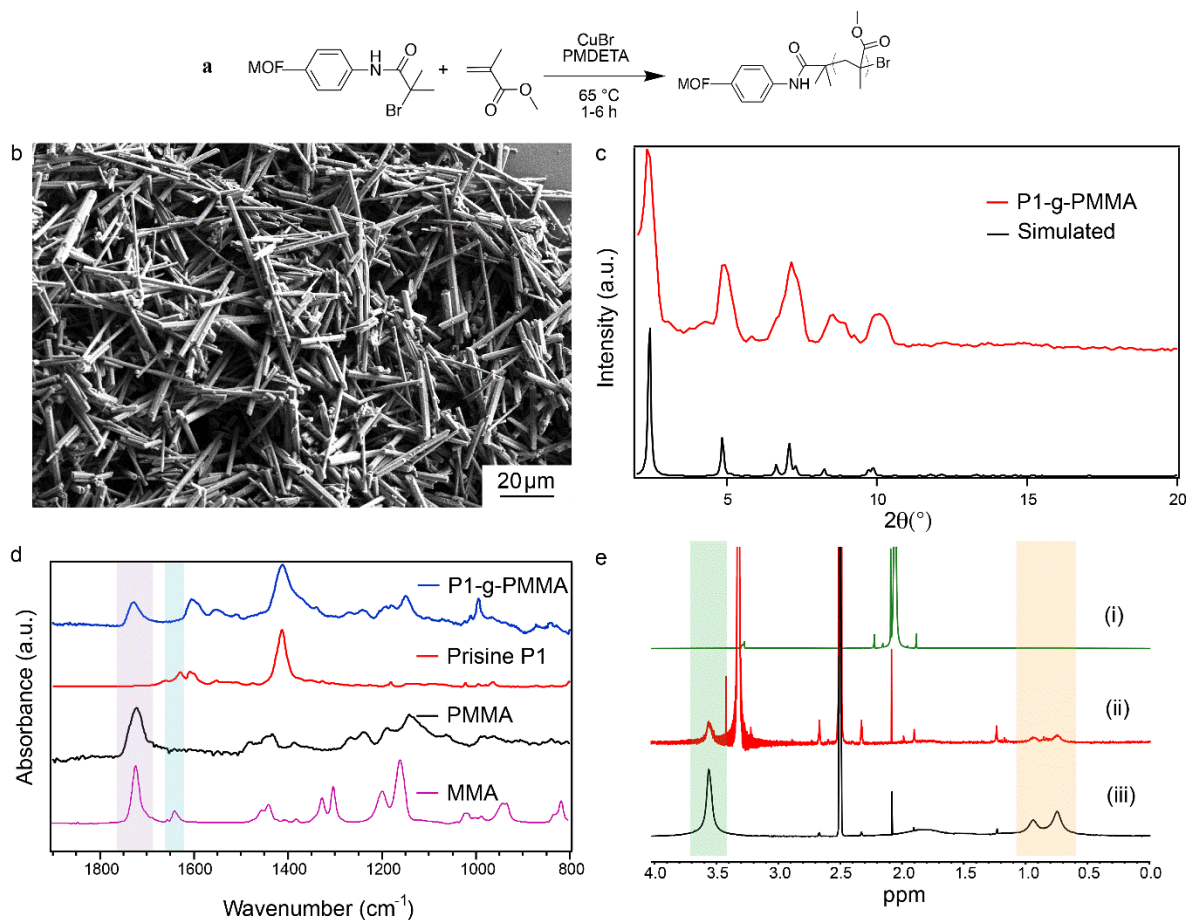 a
MOF
NH
O
Br
+
O
O
CuBr
PMDETA
65 °C
1-6 h
MOF
NH
O
O
O
Br
b
20 µm
c
P1-g-PMMA
Simulated
Intensity (a.u.)
5
10
15
20
2θ(°)
d
P1-g-PMMA
Prisine P1
PMMA
MMA
Absorbance (a.u.)
1800
1600
1400
1200
1000
800
Wavenumber (cm⁻¹)
e
(i)
(ii)
(iii)
4.0
3.5
3.0
2.5
2.0
1.5
1.0
0.5
0.0
ppm